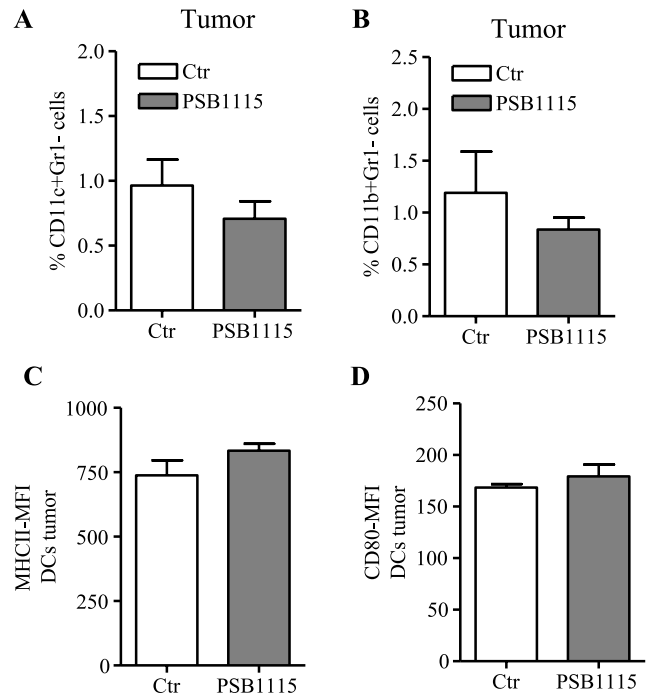 A
Tumor
% CD11c+Gr1- cells
2.0
1.5
1.0
0.5
0.0
Ctr
PSB1115
Ctr
PSB1115
B
Tumor
% CD11b+Gr1- cells
2.5
2.0
1.5
1.0
0.5
0.0
Ctr
PSB1115
Ctr
PSB1115
C
MHCII-MFI
DCs tumor
1000
750
500
250
0
Ctr
PSB1115
D
CD80-MFI
DCs tumor
250
200
150
100
50
0
Ctr
PSB1115